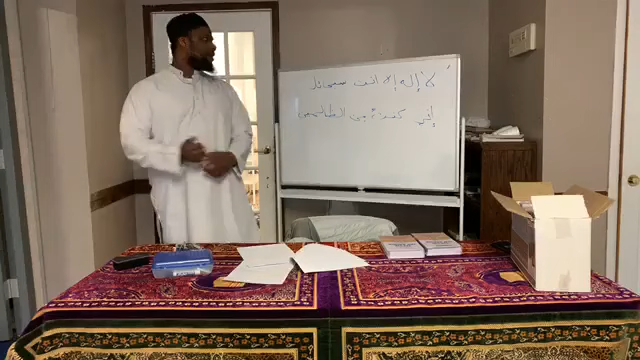 لا إله إلا أنت سبحانك
إني كنت من الظالمين